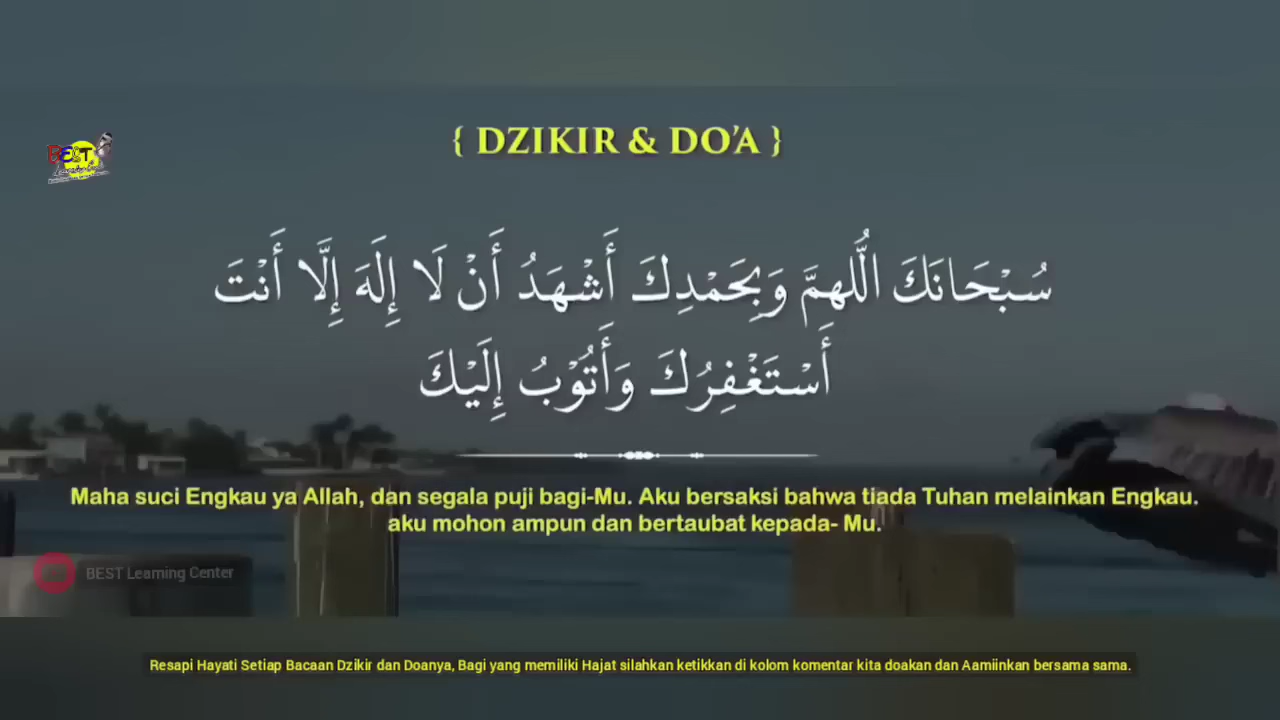 { DZIKIR & DO'A }
BEST
سُبْحَانَكَ اللَّهُمَّ وَبِحَمْدِكَ أَشْهَدُ أَنْ لَا إِلَهَ إِلَّا أَنْتَ
أَسْتَغْفِرُكَ وَأَتُوْبُ إِلَيْكَ
Maha suci Engkau ya Allah, dan segala puji bagi-Mu. Aku bersaksi bahwa tiada Tuhan melainkan Engkau.
aku mohon ampun dan bertaubat kepada- Mu.
BEST Learning Center
Resapi Hayati Setiap Bacaan Dzikir dan Doanya, Bagi yang memiliki Hajat silahkan ketikkan di kolom komentar kita doakan dan Aamiinkan bersama sama.